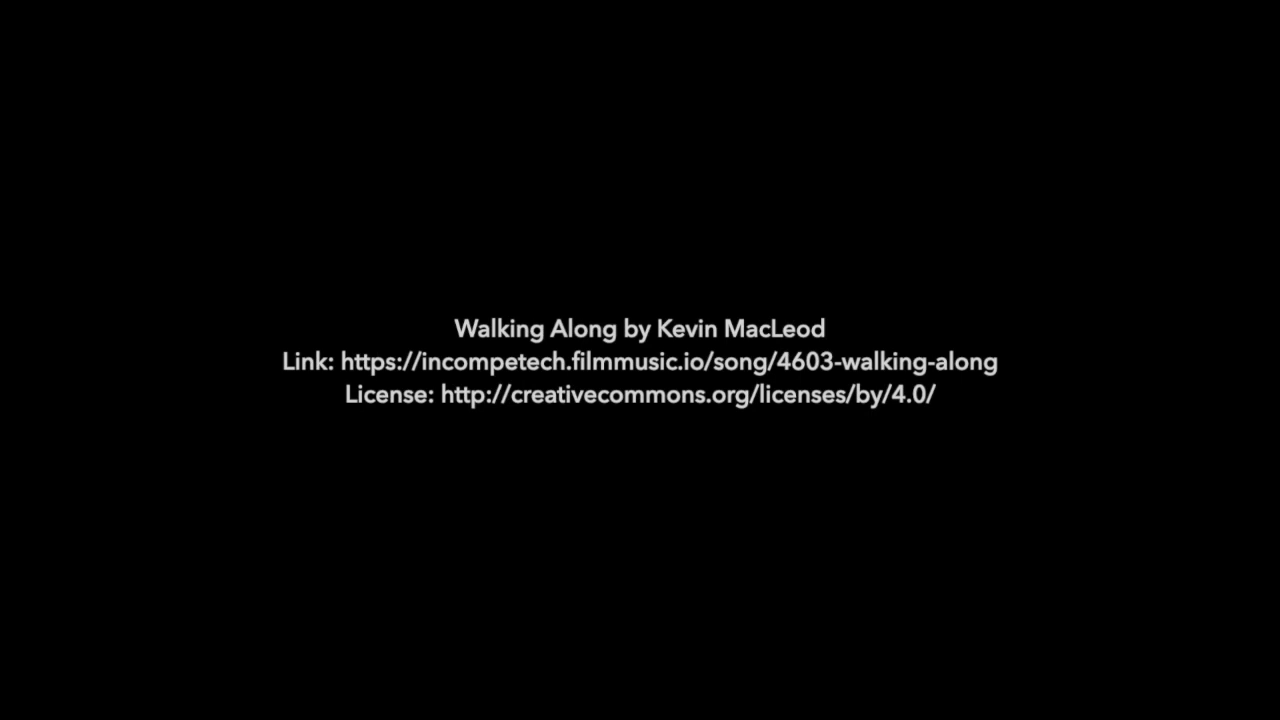 Walking Along by Kevin MacLeod
Link: https://incompetech.filmmusic.io/song/4603-walking-along
License: http://creativecommons.org/licenses/by/4.0/